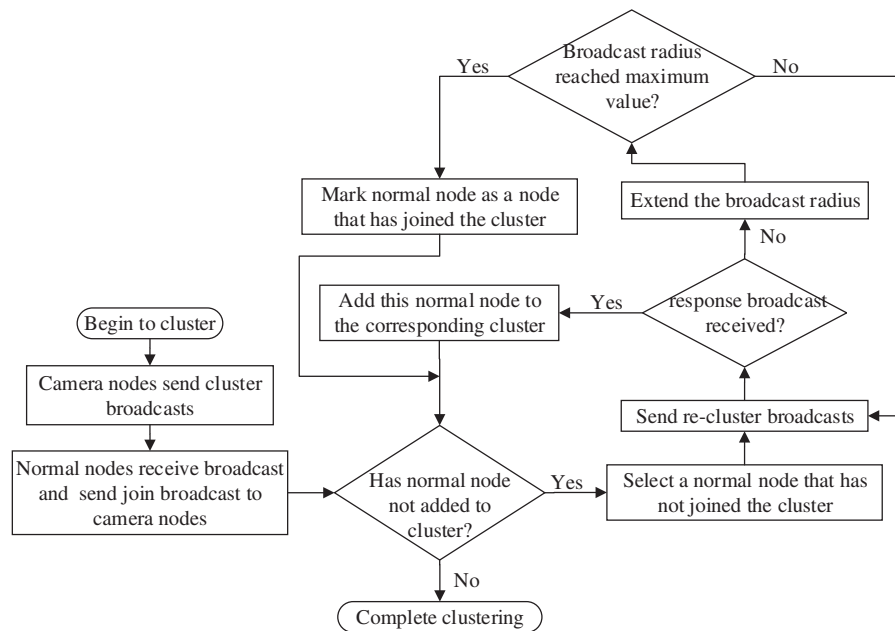 Broadcast radius
reached maximum
value?
Yes
No
Mark normal node as a node
that has joined the cluster
Extend the broadcast radius
No
Add this normal node to
the corresponding cluster
Yes
response broadcast
received?
Begin to cluster
Camera nodes send cluster
broadcasts
Send re-cluster broadcasts
Normal nodes receive broadcast
and send join broadcast to
camera nodes
Has normal node
not added to
cluster?
Yes
Select a normal node that has
not joined the cluster
No
Complete clustering